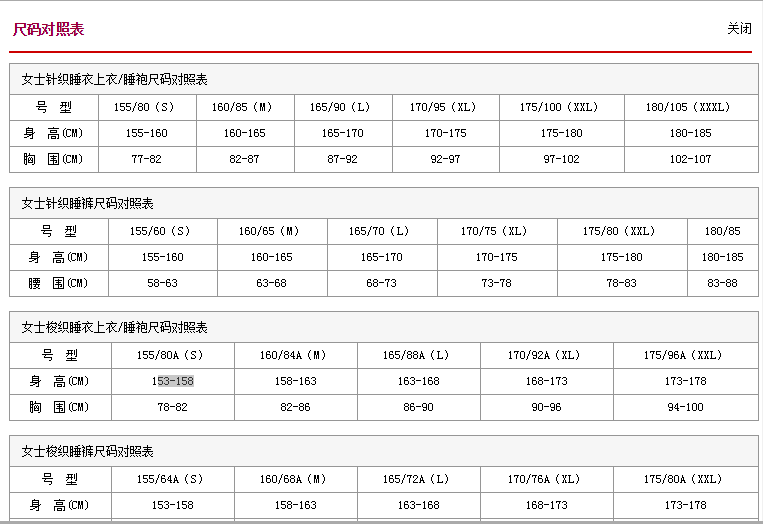 尺码对照表 关闭
女士针织睡衣上衣/睡袍尺码对照表
号 型 155/80 (S) 160/85 (M) 165/90 (L) 170/95 (XL) 175/100 (XXL) 180/105 (XXXL)
身 高(CM) 155-160 160-165 165-170 170-175 175-180 180-185
胸 围(CM) 77-82 82-87 87-92 92-97 97-102 102-107
女士针织睡裤尺码对照表
号 型 155/60 (S) 160/65 (M) 165/70 (L) 170/75 (XL) 175/80 (XXL) 180/85
身 高(CM) 155-160 160-165 165-170 170-175 175-180 180-185
腰 围(CM) 58-63 63-68 68-73 73-78 78-83 83-88
女士梭织睡衣上衣/睡袍尺码对照表
号 型 155/80A (S) 160/84A (M) 165/88A (L) 170/92A (XL) 175/96A (XXL)
身 高(CM) 153-158 158-163 163-168 168-173 173-178
胸 围(CM) 78-82 82-86 86-90 90-96 94-100
女士梭织睡裤尺码对照表
号 型 155/64A (S) 160/68A (M) 165/72A (L) 170/76A (XL) 175/80A (XXL)
身 高(CM) 153-158 158-163 163-168 168-173 173-178